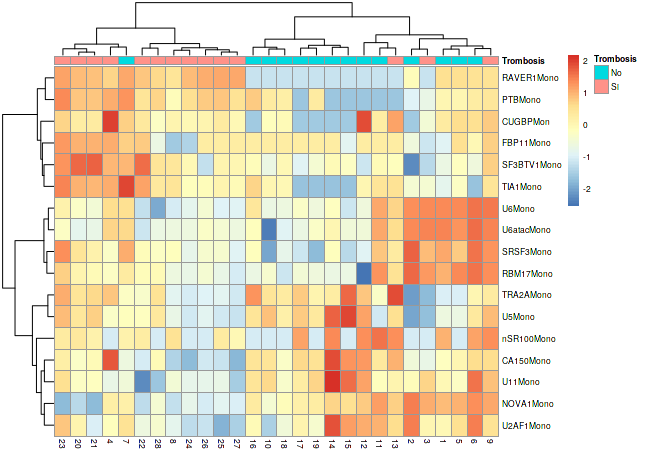 Trombosis
RAVER1Mono
PTBMono
CUGBPMon
FBP11Mono
SF3BTV1Mono
TIA1Mono
U6Mono
U6atacMono
SRSF3Mono
RBM17Mono
TRA2AMono
U5Mono
nSR100Mono
CA150Mono
U11Mono
NOVA1Mono
U2AF1Mono
23 20 21 4 7 22 28 8 24 26 25 27 16 10 18 17 19 14 15 12 11 13 2 3 1 5 6 9
2
1
0
-1
-2
Trombosis
No
SI